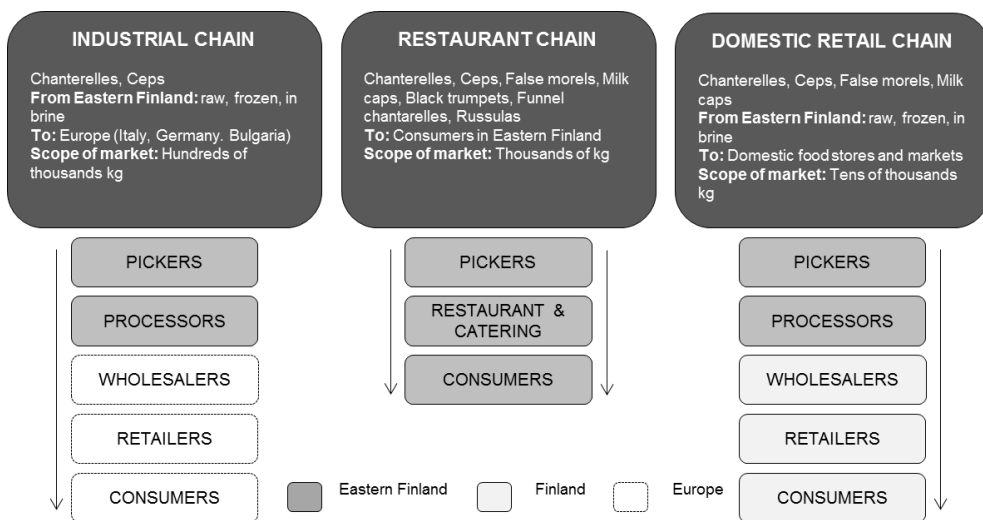 INDUSTRIAL CHAIN
Chanterelles, Ceps
From Eastern Finland: raw, frozen, in
brine
To: Europe (Italy, Germany. Bulgaria)
Scope of market: Hundreds of
thousands kg
RESTAURANT CHAIN
Chanterelles, Ceps, False morels, Milk
caps, Black trumpets, Funnel
chantarelles, Russulas
To: Consumers in Eastern Finland
Scope of market: Thousands of kg
DOMESTIC RETAIL CHAIN
Chanterelles, Ceps, False morels, Milk
caps
From Eastern Finland: raw, frozen, in
brine
To: Domestic food stores and markets
Scope of market: Tens of thousands
kg
PICKERS
PROCESSORS
WHOLESALERS
RETAILERS
CONSUMERS
PICKERS
RESTAURANT &
CATERING
CONSUMERS
PICKERS
PROCESSORS
WHOLESALERS
RETAILERS
CONSUMERS
Eastern Finland
Finland
Europe